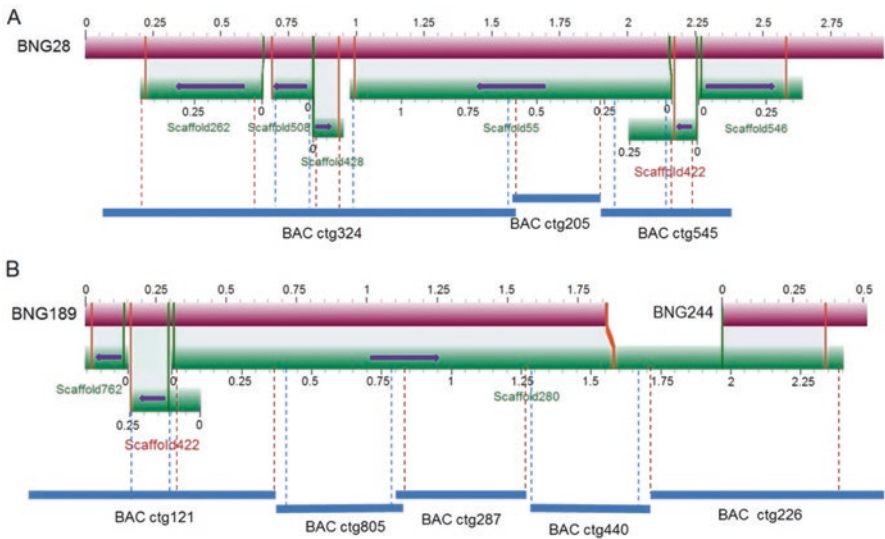 A
0 0.25 0.5 0.75 1 1.25 1.5 1.75 2 2.25 2.5 2.75
BNG28
0.25 0 0 1 0.75 0.5 0.25 0 0 0.25
Scaffold262 Scaffold508 Scaffold55 Scaffold546
0 0.25 0
Scaffold428 Scaffold422
BAC ctg324 BAC ctg205 BAC ctg545
B
0 0.25 0.5 0.75 1 1.25 1.5 1.75 0 0.25 0.5
BNG189 BNG244
0 0 0.25 0.5 0.75 1 1.25 1.5 1.75 2 2.25
Scaffold762 Scaffold280
0.25 0
Scaffold422
BAC ctg121 BAC ctg805 BAC ctg287 BAC ctg440 BAC ctg226